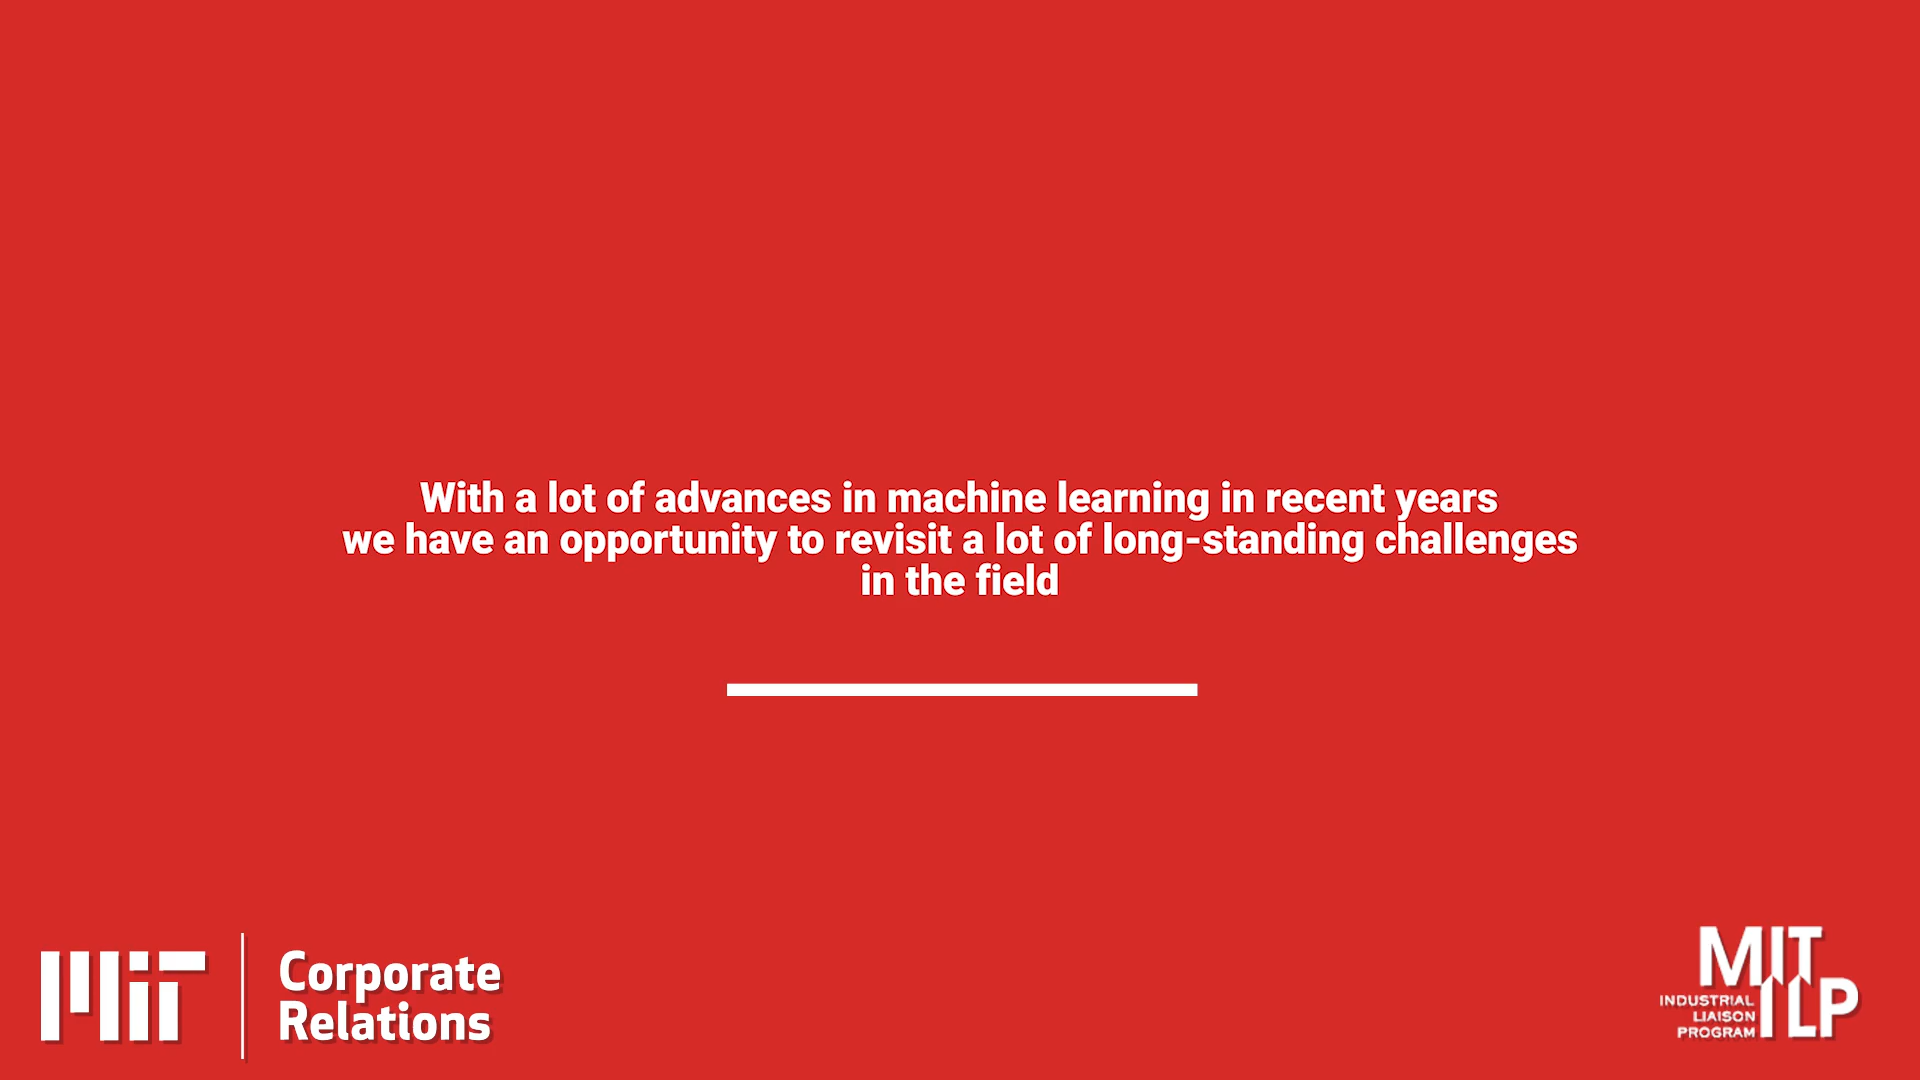 With a lot of advances in machine learning in recent years
we have an opportunity to revisit a lot of long-standing challenges
in the field
MIT
Corporate
Relations
MIT
ILP
INDUSTRIAL
LIAISON
PROGRAM